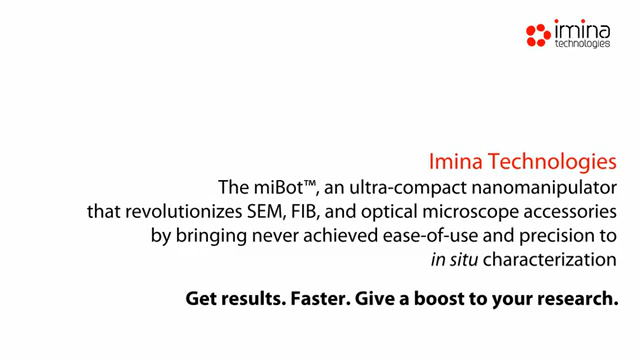 imina
technologies
Imina Technologies
The miBot™, an ultra-compact nanomanipulator
that revolutionizes SEM, FIB, and optical microscope accessories
by bringing never achieved ease-of-use and precision to
in situ characterization
Get results. Faster. Give a boost to your research.